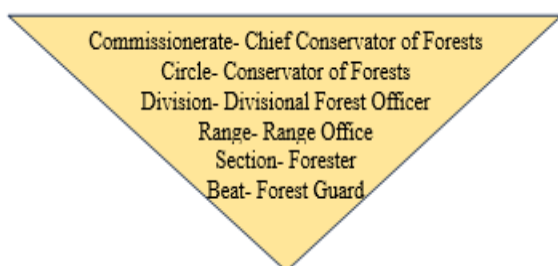 Commissionerate- Chief Conservator of Forests
Circle- Conservator of Forests
Division- Divisional Forest Officer
Range- Range Office
Section- Forester
Beat- Forest Guard